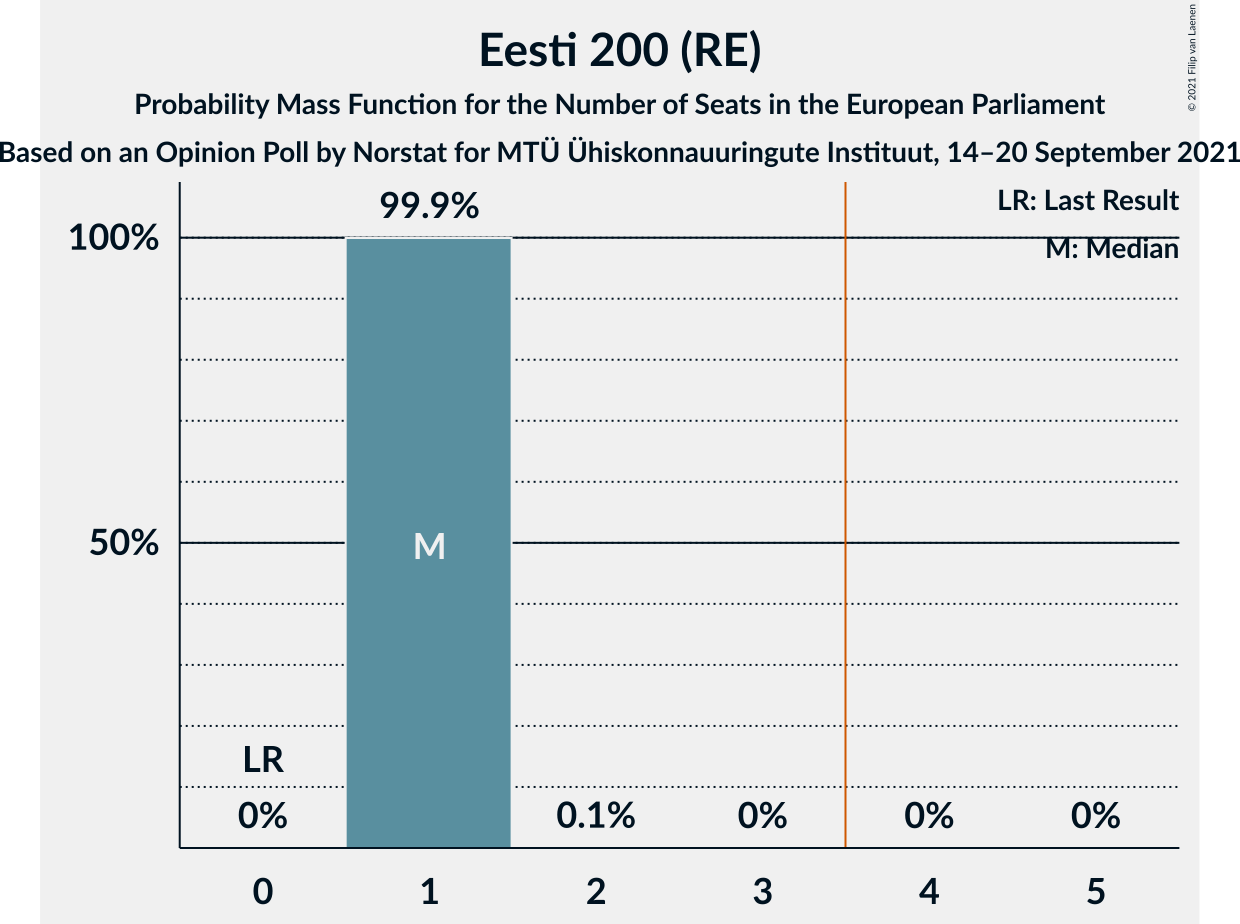 Eesti 200 (RE)
Probability Mass Function for the Number of Seats in the European Parliament
Based on an Opinion Poll by Norstat for MTÜ Ühiskonnauuringute Instituut, 14–20 September 2021
© 2021 Filip van Laenen
LR: Last Result
M: Median
99.9%
100%
50%
M
LR
0% 0.1% 0% 0% 0%
0 1 2 3 4 5